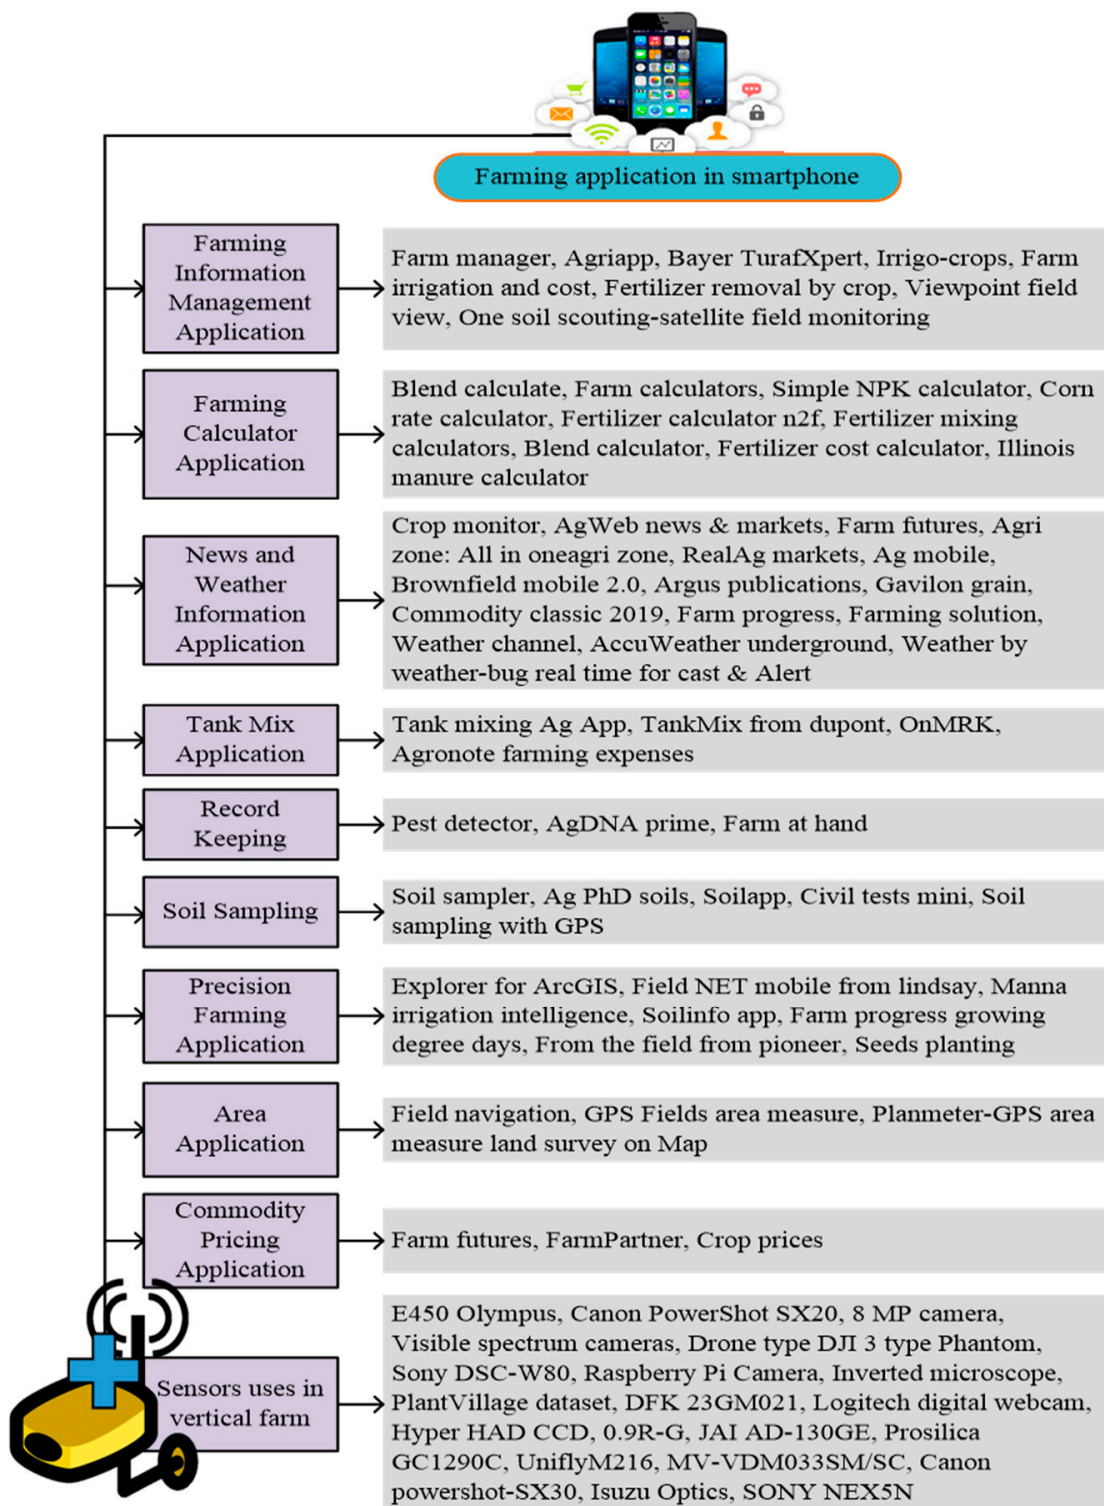 Farming application in smartphone
Farming
Information
Management
Application
Farm manager, Agriapp, Bayer TurafXpert, Irrigo-crops, Farm
irrigation and cost, Fertilizer removal by crop, Viewpoint field
view, One soil scouting-satellite field monitoring
Farming
Calculator
Application
Blend calculate, Farm calculators, Simple NPK calculator, Corn
rate calculator, Fertilizer calculator n2f, Fertilizer mixing
calculators, Blend calculator, Fertilizer cost calculator, Illinois
manure calculator
News and
Weather
Information
Application
Crop monitor, AgWeb news & markets, Farm futures, Agri
zone: All in oneagri zone, RealAg markets, Ag mobile,
Brownfield mobile 2.0, Argus publications, Gavilon grain,
Commodity classic 2019, Farm progress, Farming solution,
Weather channel, AccuWeather underground, Weather by
weather-bug real time for cast & Alert
Tank Mix
Application
Tank mixing Ag App, TankMix from dupont, OnMRK,
Agronote farming expenses
Record
Keeping
Pest detector, AgDNA prime, Farm at hand
Soil Sampling
Soil sampler, Ag PhD soils, Soilapp, Civil tests mini, Soil
sampling with GPS
Precision
Farming
Application
Explorer for ArcGIS, Field NET mobile from lindsay, Manna
irrigation intelligence, Soilinfo app, Farm progress growing
degree days, From the field from pioneer, Seeds planting
Area
Application
Field navigation, GPS Fields area measure, Planmeter-GPS area
measure land survey on Map
Commodity
Pricing
Application
Farm futures, FarmPartner, Crop prices
Sensors uses in
vertical farm
E450 Olympus, Canon PowerShot SX20, 8 MP camera,
Visible spectrum cameras, Drone type DJI 3 type Phantom,
Sony DSC-W80, Raspberry Pi Camera, Inverted microscope,
PlantVillage dataset, DFK 23GM021, Logitech digital webcam,
Hyper HAD CCD, 0.9R-G, JAI AD-130GE, Prosilica
GC1290C, UniflyM216, MV-VDM033SM/SC, Canon
powershot-SX30, Isuzu Optics, SONY NEX5N